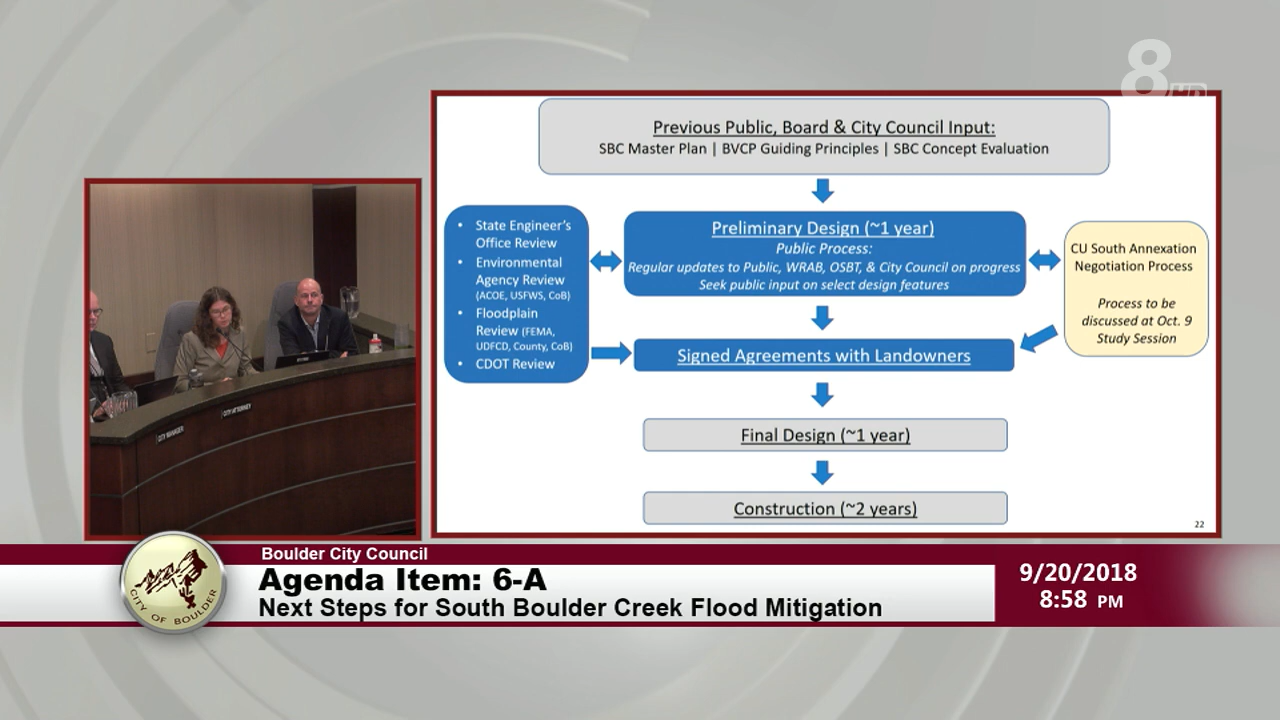 8
HD
Previous Public, Board & City Council Input:
SBC Master Plan | BVCP Guiding Principles | SBC Concept Evaluation
• State Engineer's
Office Review
• Environmental
Agency Review
(ACOE, USFWS, CoB)
• Floodplain
Review (FEMA,
UDFCD, County, CoB)
• CDOT Review
Preliminary Design (~1 year)
Public Process:
Regular updates to Public, WRAB, OSBT, & City Council on progress
Seek public input on select design features
CU South Annexation
Negotiation Process
Process to be
discussed at Oct. 9
Study Session
Signed Agreements with Landowners
Final Design (~1 year)
Construction (~2 years)
22
CITY MANAGER
CITY ATTORNEY
Boulder City Council
Agenda Item: 6-A
Next Steps for South Boulder Creek Flood Mitigation
CITY OF BOULDER
9/20/2018
8:58 PM